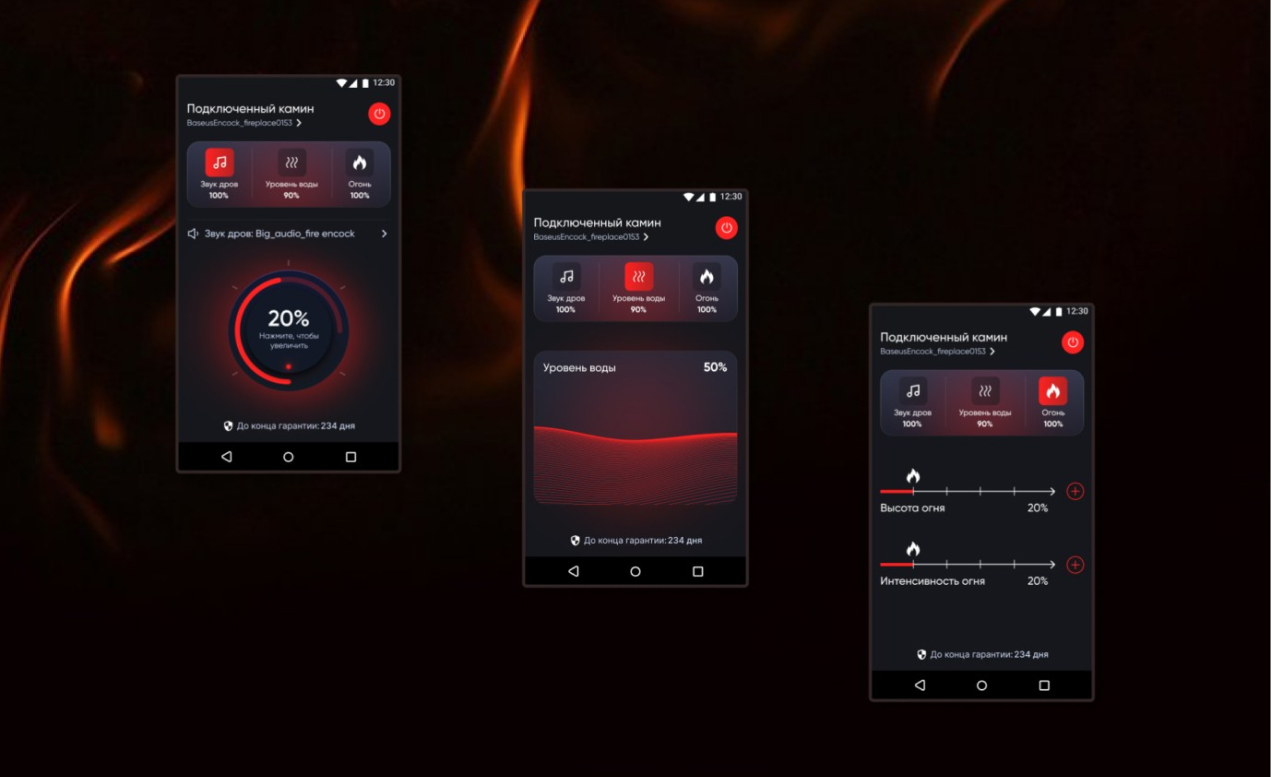 12:30
Подключенный камин
BaseusEncock_fireplace0153
Звук дров Уровень воды Огонь
100% 90% 100%
Звук дров: Big_audio_fire encock
20%
Нажмите, чтобы
увеличить
До конца гарантии: 234 дня
12:30
Подключенный камин
BaseusEncock_fireplace0153
Звук дров Уровень воды Огонь
100% 90% 100%
Уровень воды 50%
До конца гарантии: 234 дня
12:30
Подключенный камин
BaseusEncock_fireplace0153
Звук дров Уровень воды Огонь
100% 90% 100%
Высота огня 20%
Интенсивность огня 20%
До конца гарантии: 234 дня